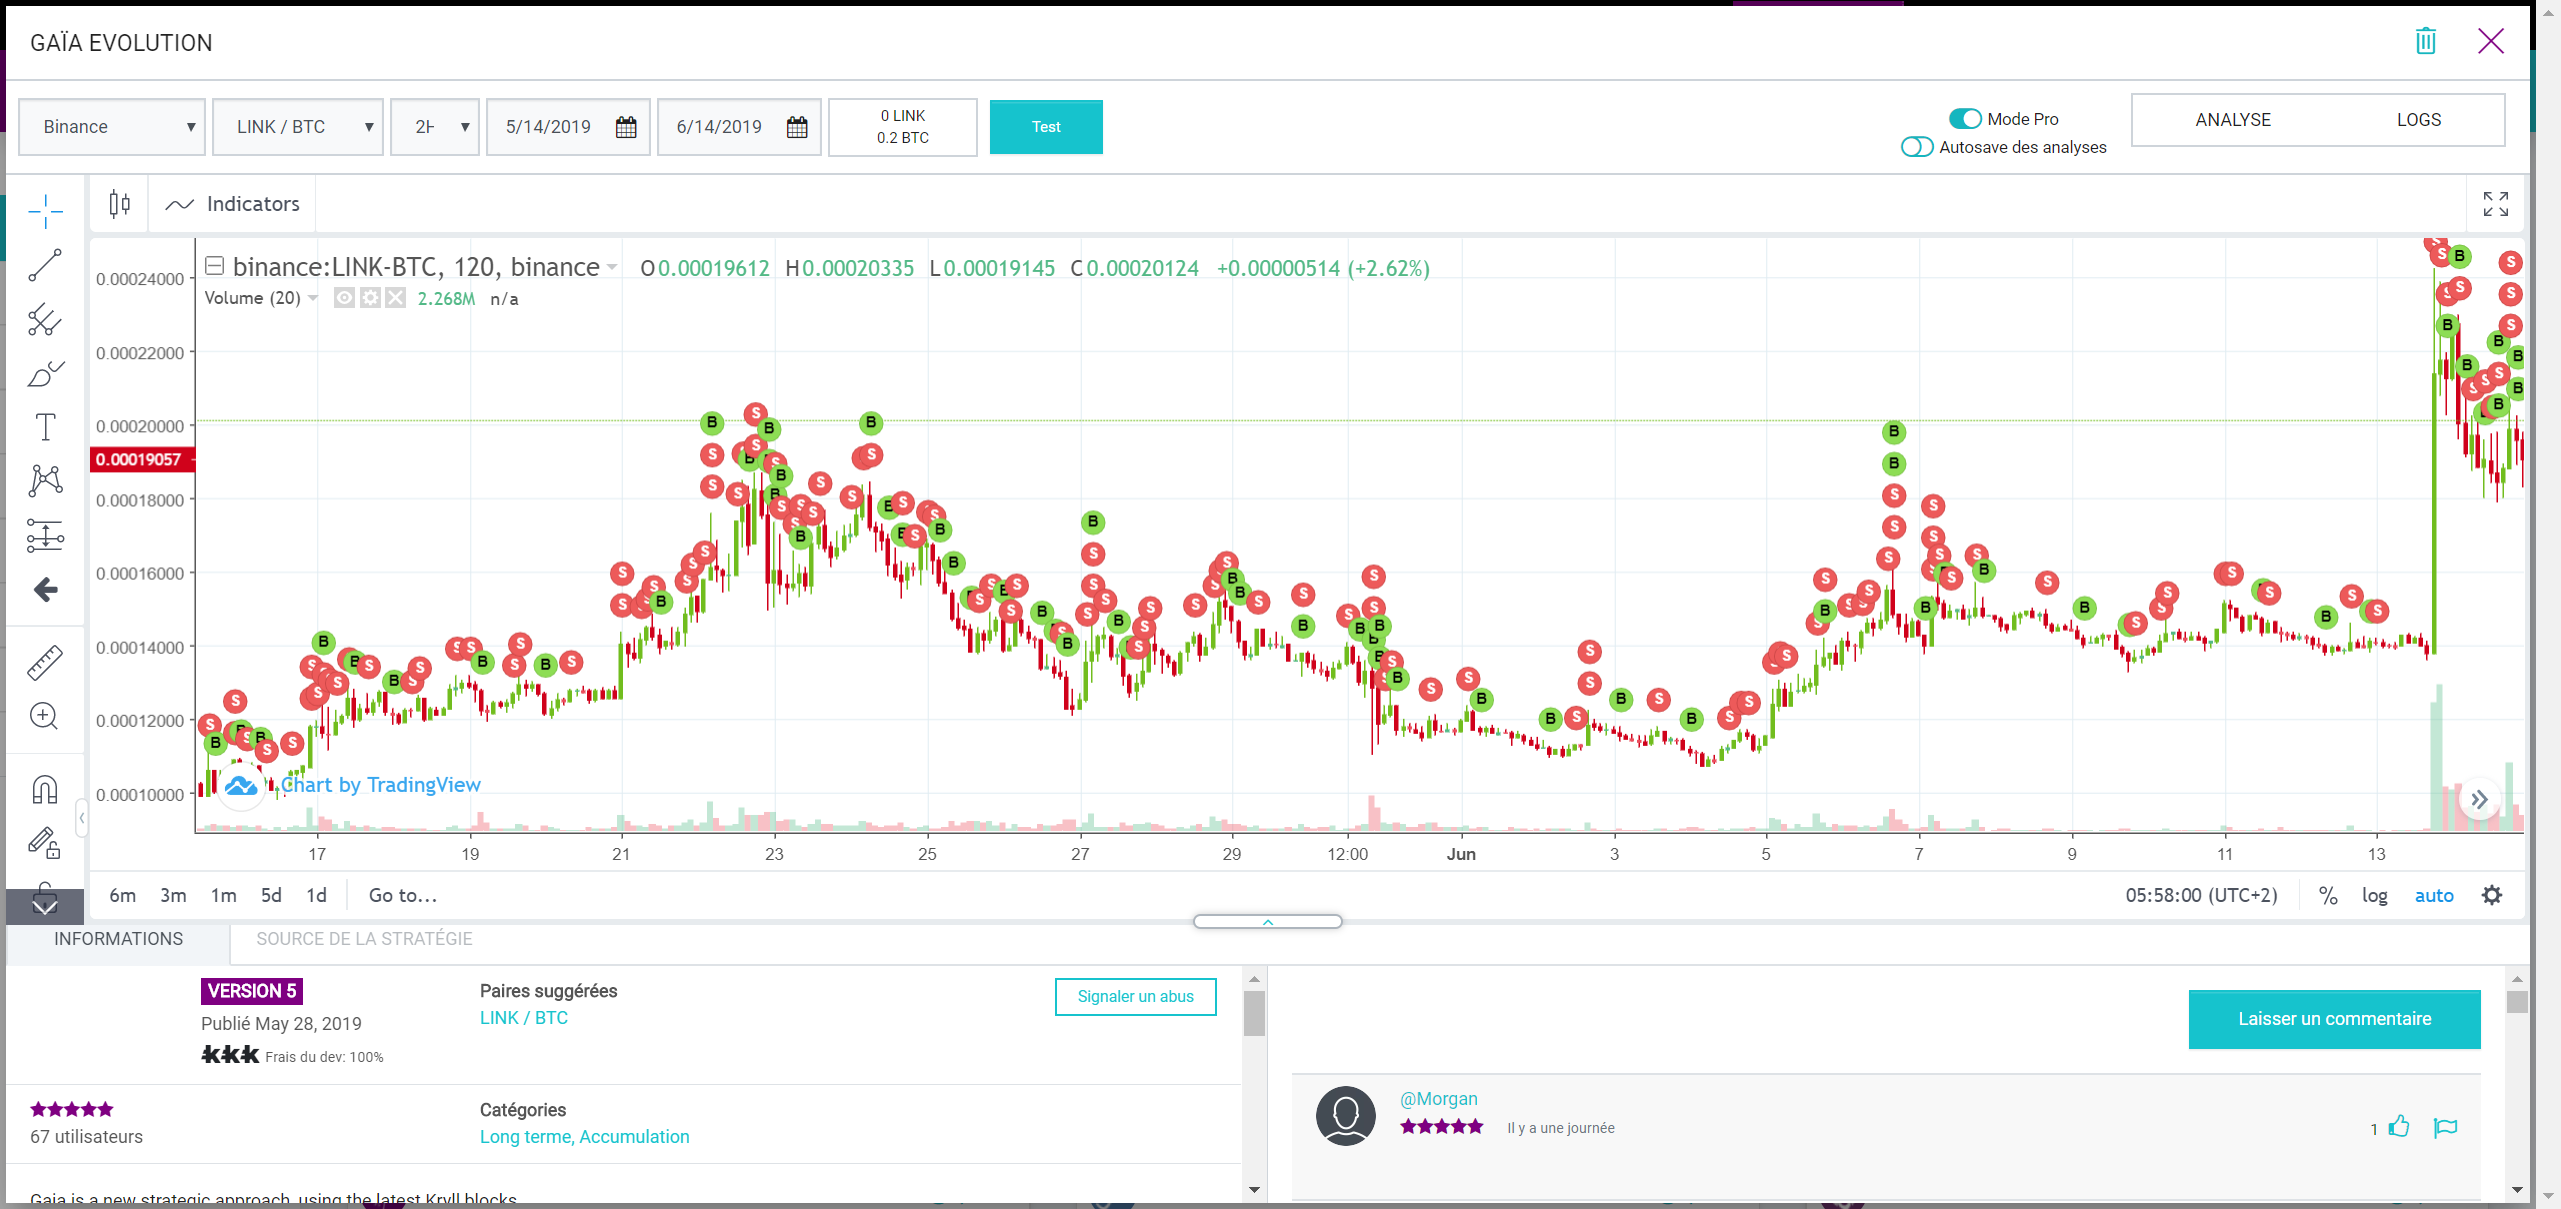 GAÏA EVOLUTION
Binance
LINK / BTC
2H
5/14/2019
6/14/2019
0 LINK
0.2 BTC
Test
Mode Pro
Autosave des analyses
ANALYSE
LOGS
Indicators
binance:LINK-BTC, 120, binance
O0.00019612 H0.00020335 L0.00019145 C0.00020124 +0.00000514 (+2.62%)
Volume (20)
2.268M n/a
0.00024000
0.00022000
0.00020000
0.00019057
0.00018000
0.00016000
0.00014000
0.00012000
0.00010000
Chart by TradingView
17 19 21 23 25 27 29 12:00 Jun 3 5 7 9 11 13
6m 3m 1m 5d 1d Go to...
05:58:00 (UTC+2) % log auto
INFORMATIONS
SOURCE DE LA STRATÉGIE
VERSION 5
Publié May 28, 2019
Frais du dev: 100%
Paires suggérées
LINK / BTC
Signaler un abus
67 utilisateurs
Catégories
Long terme, Accumulation
Gaia is a new strategic approach, using the latest Kryll blocks
Laisser un commentaire
@Morgan
Il y a une journée
1